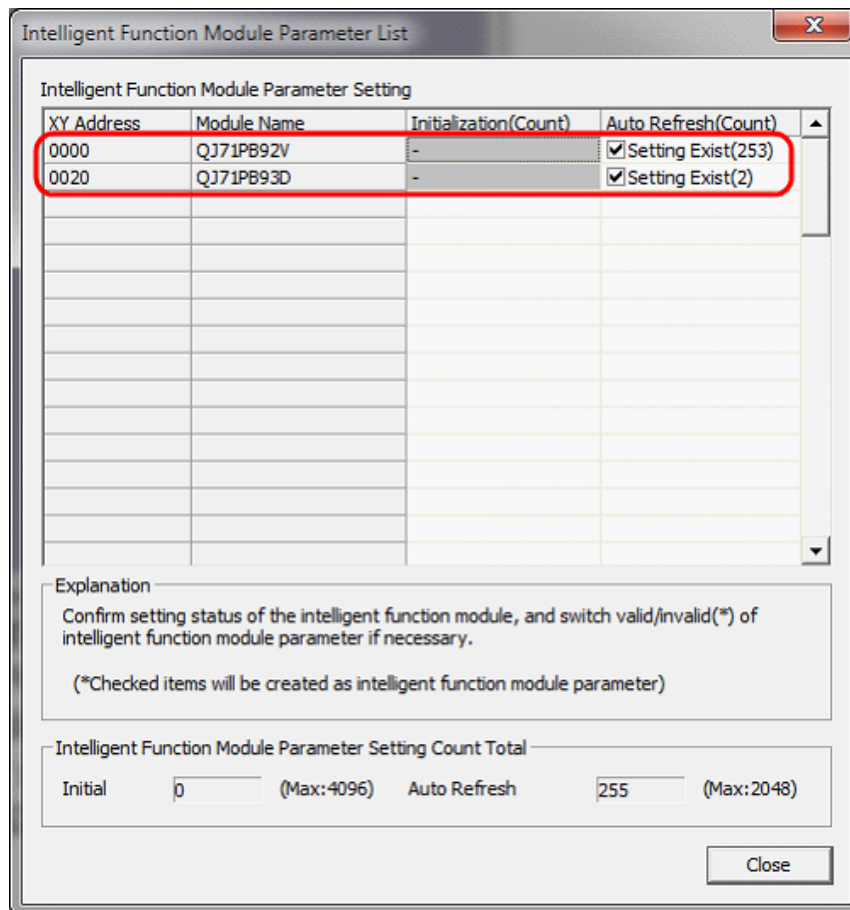 Intelligent Function Module Parameter List
Intelligent Function Module Parameter Setting
XY Address Module Name Initialization(Count) Auto Refresh(Count)
0000 QJ71PB92V - Setting Exist(253)
0020 QJ71PB93D - Setting Exist(2)
Explanation
Confirm setting status of the intelligent function module, and switch valid/invalid(*) of
intelligent function module parameter if necessary.
(*Checked items will be created as intelligent function module parameter)
Intelligent Function Module Parameter Setting Count Total
Initial 0 (Max:4096) Auto Refresh 255 (Max:2048)
Close